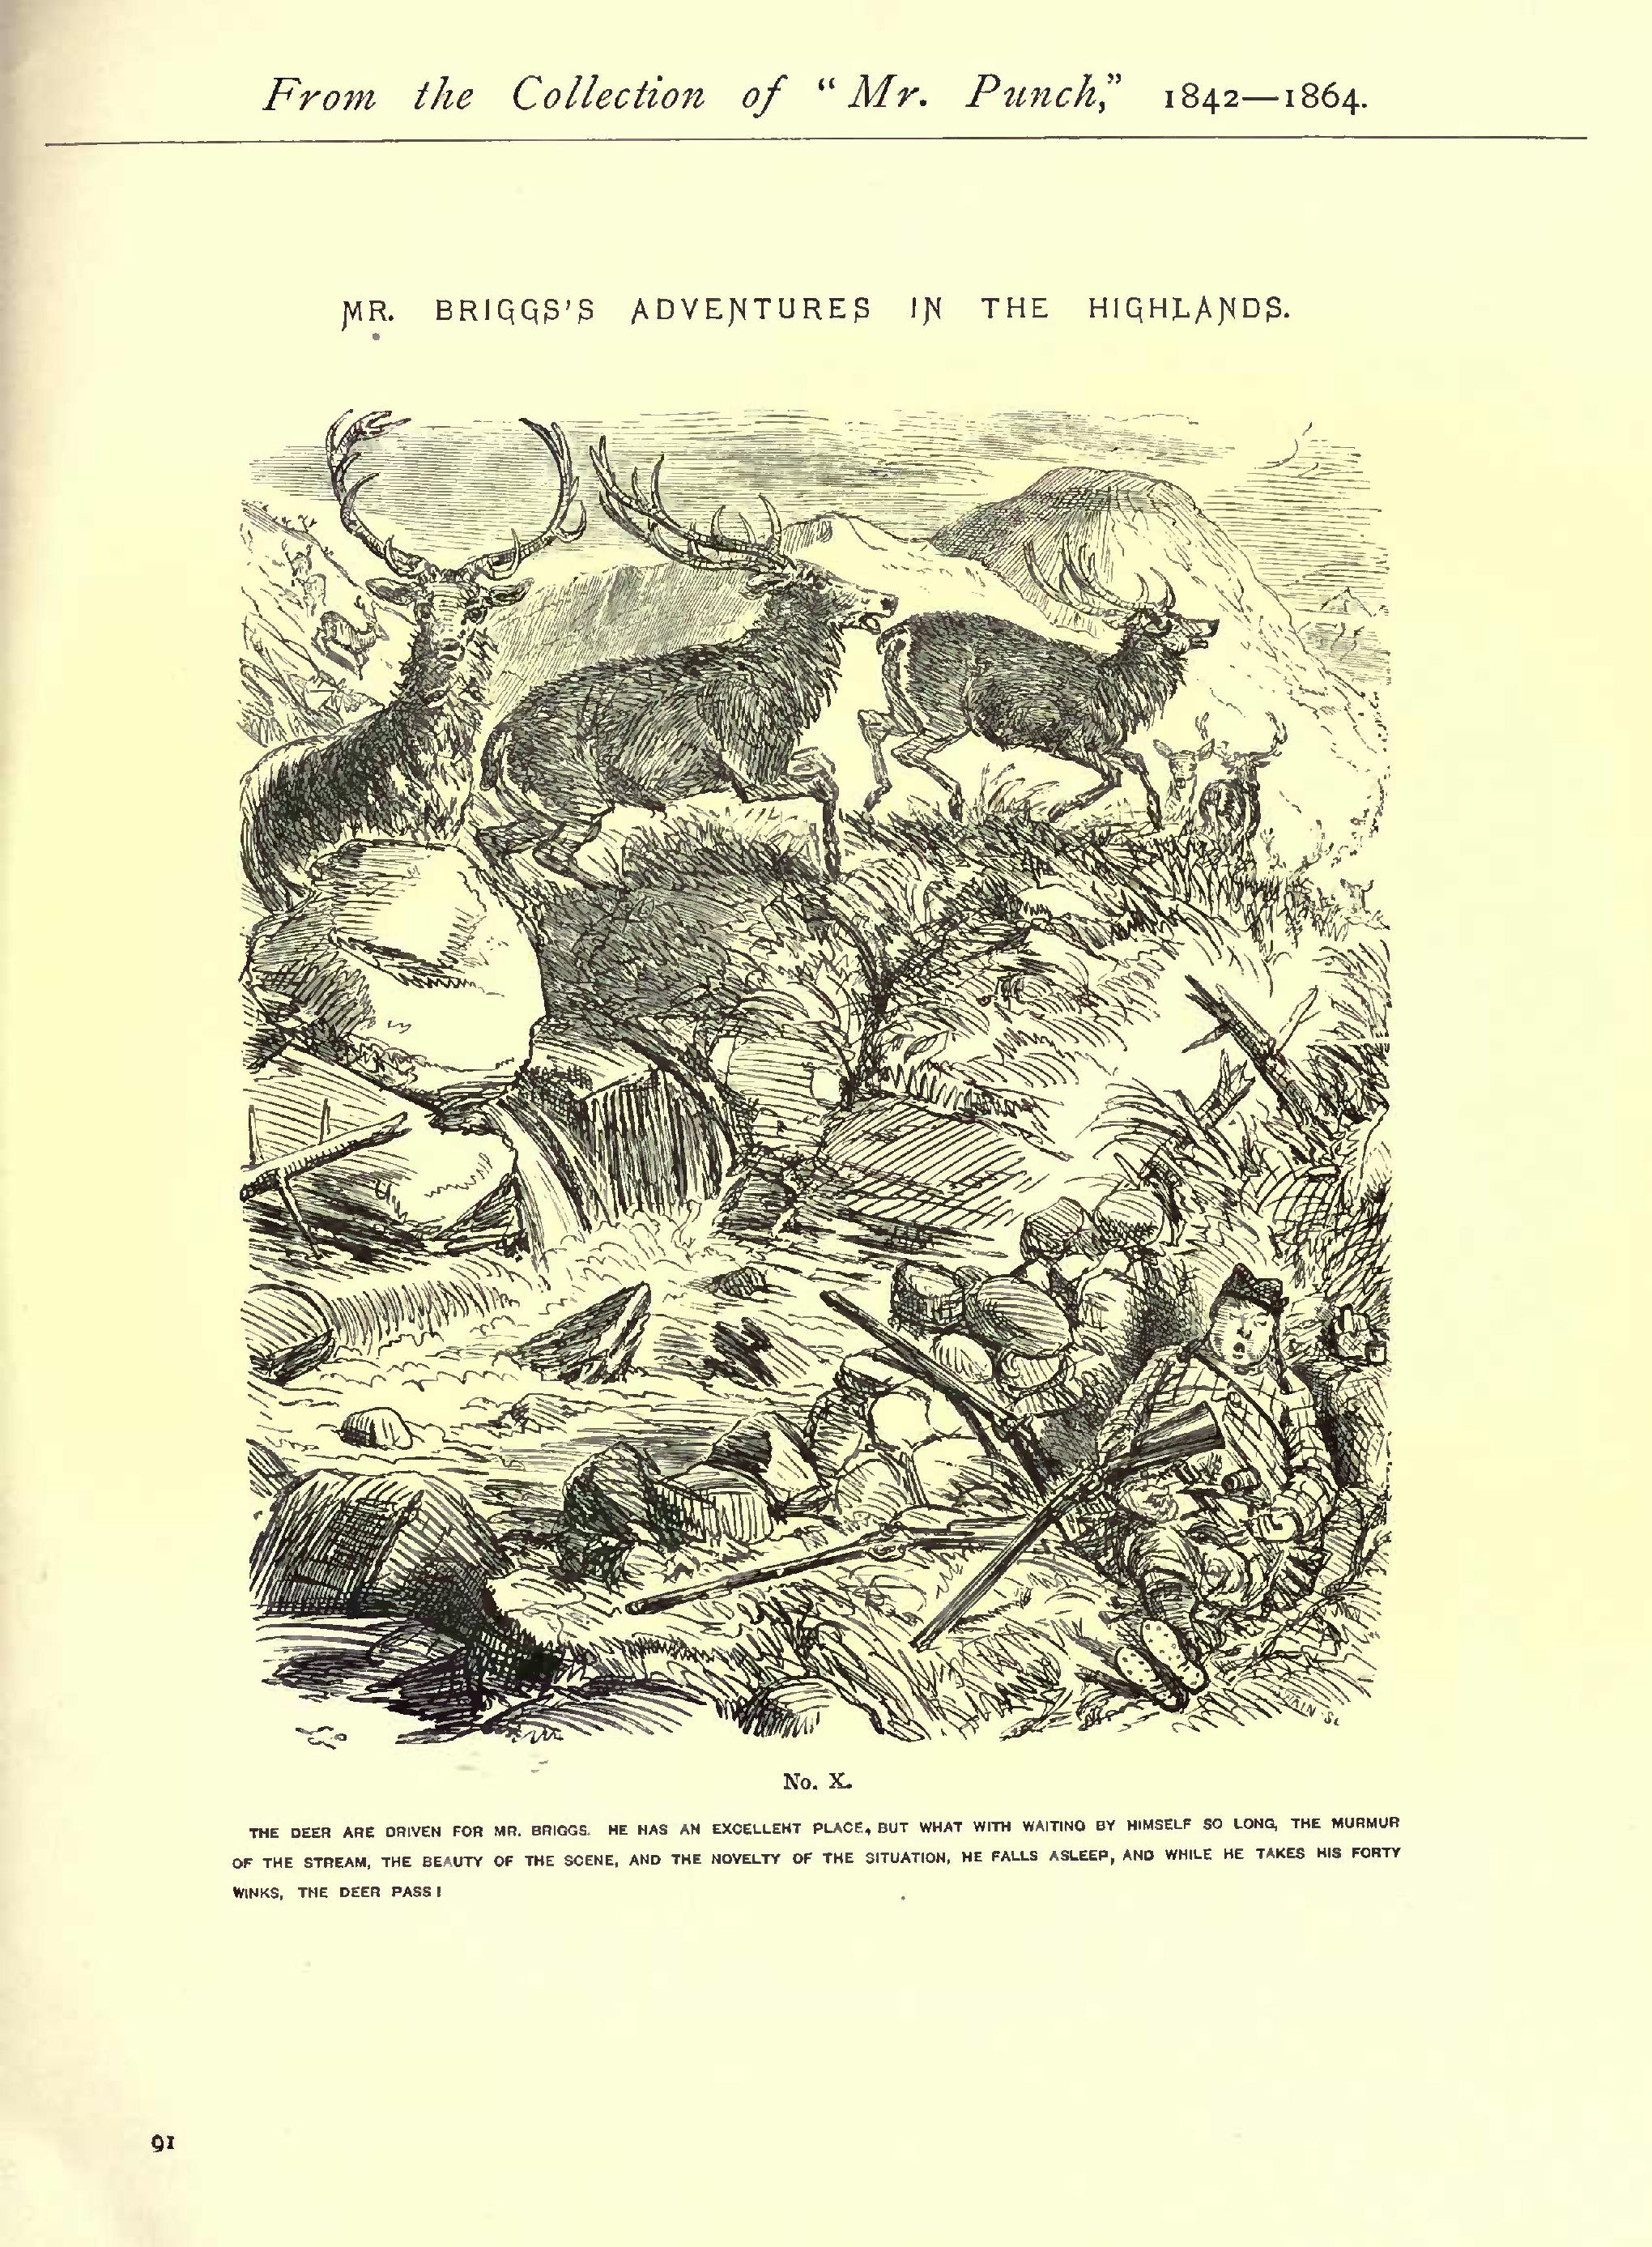 From the Collection of “Mr. Punch,” 1842—1864.
MR. BRIGGS'S ADVENTURES IN THE HIGHLANDS.
SWAIN Sc
No. X.
THE DEER ARE DRIVEN FOR MR. BRIGGS. HE HAS AN EXCELLENT PLACE, BUT WHAT WITH WAITING BY HIMSELF SO LONG, THE MURMUR
OF THE STREAM, THE BEAUTY OF THE SCENE, AND THE NOVELTY OF THE SITUATION, HE FALLS ASLEEP, AND WHILE HE TAKES HIS FORTY
WINKS, THE DEER PASS!
91